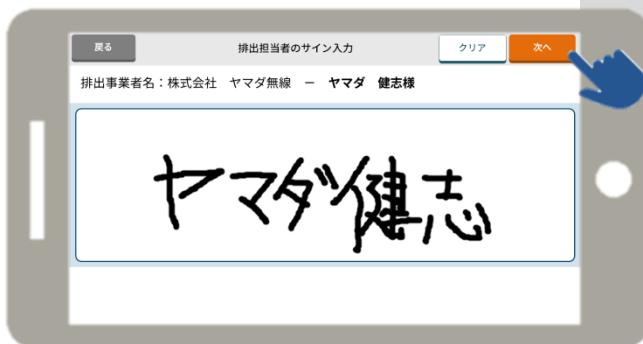 戻る 排出担当者のサイン入力 クリア 次へ
排出事業者名：株式会社　ヤマダ無線　－　ヤマダ　健志様
ヤマダ健志